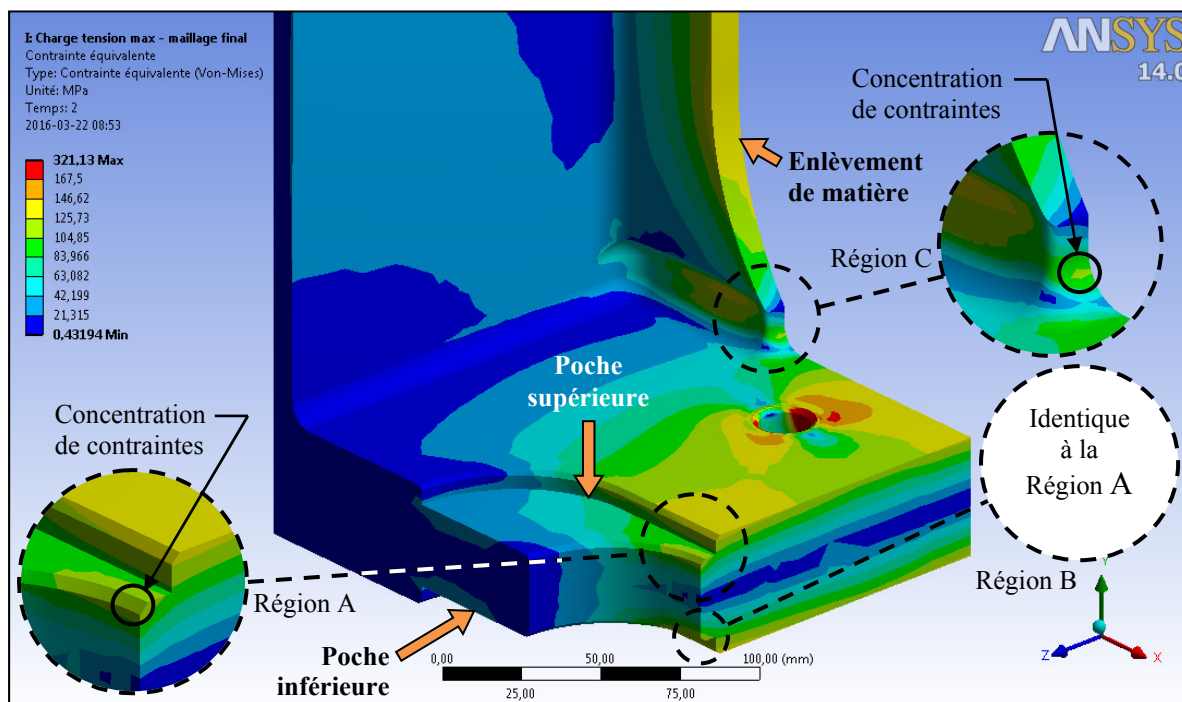 I: Charge tension max - maillage final
Contrainte équivalente
Type: Contrainte équivalente (Von-Mises)
Unité: MPa
Temps: 2
2016-03-22 08:53
321,13 Max
167,5
146,62
125,73
104,85
83,966
63,082
42,199
21,315
0,43194 Min
ANSYS
14.0
Concentration
de contraintes
Enlèvement
de matière
Région C
Poche
supérieure
Concentration
de contraintes
Identique
à la
Région A
Région A
Région B
Poche
inférieure
0,00
50,00
100,00 (mm)
25,00
75,00
Y
Z
X